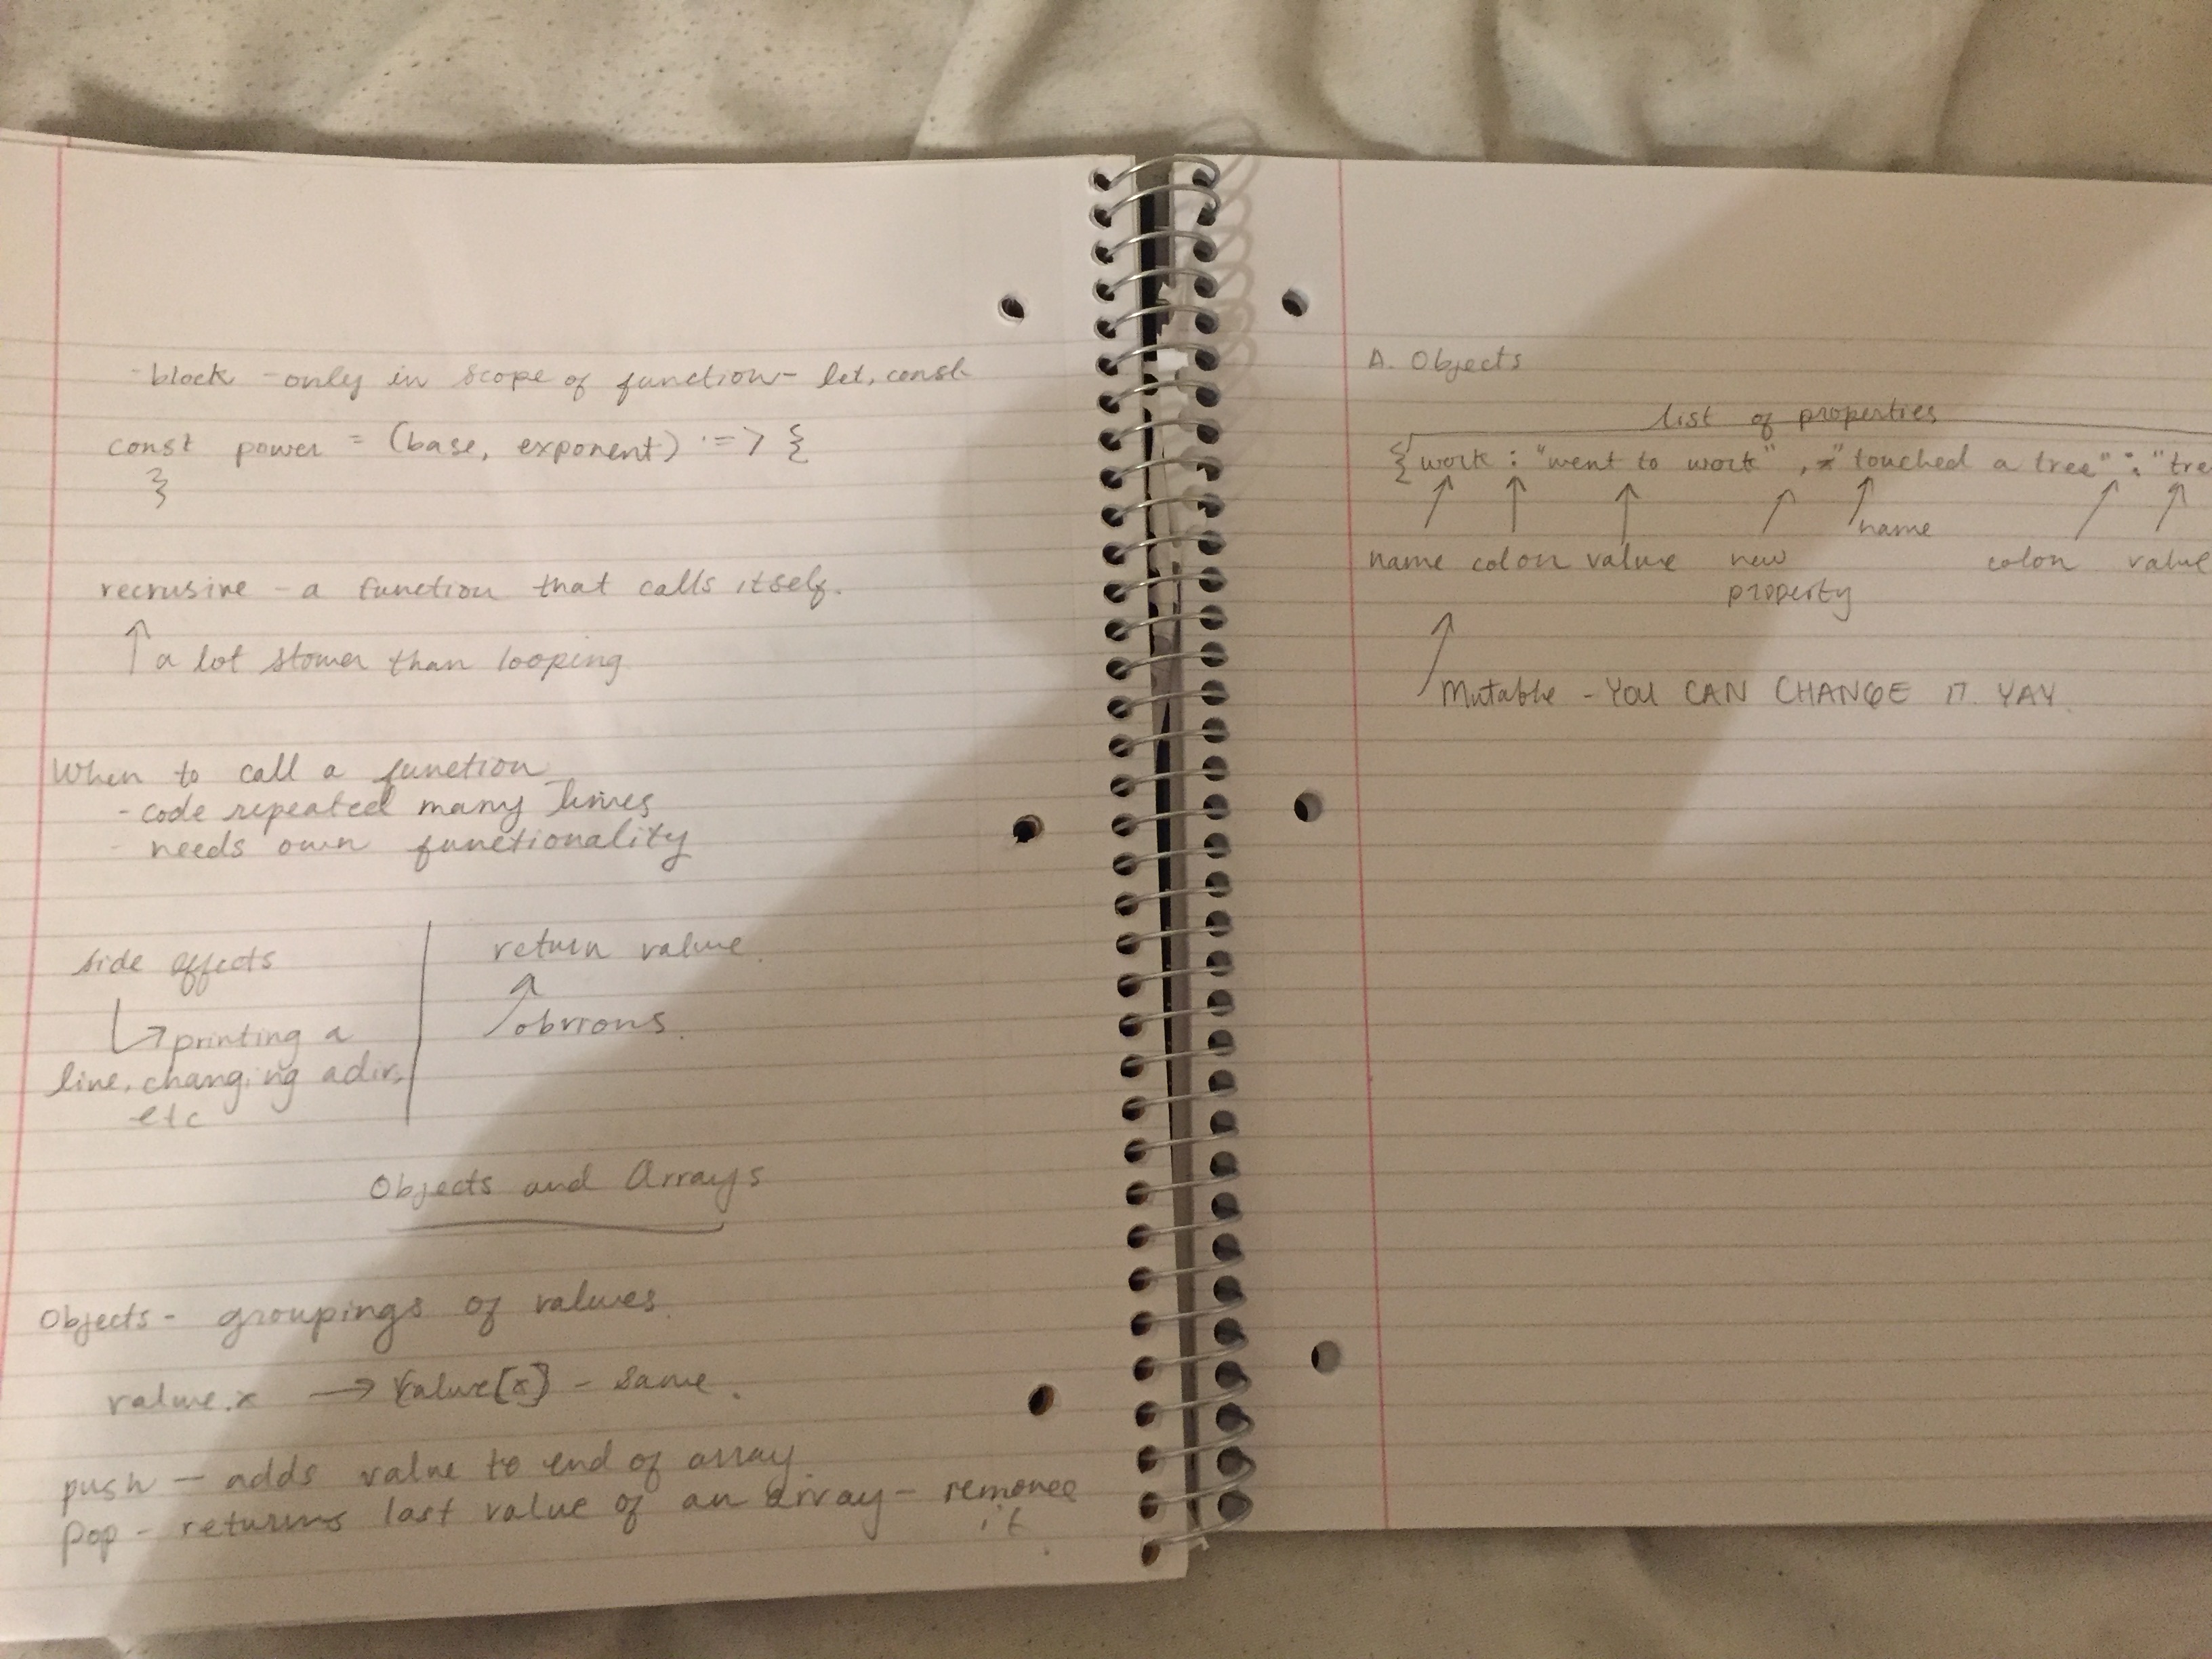 - block - only in scope of function - let, const
const power = (base, exponent) => {
}
recrusive - a function that calls itself.
a lot slower than looping
When to call a function
- code repeated many times
- needs own functionality
side effects | return value
printing a | obvious
line, changing a dir,
etc
Objects and Arrays
Objects - groupings of values.
value.x → value[x] - same.
push - adds value to end of array
pop - returns last value of an array - removes
it.
A. Objects
list of properties
{work : "went to work", "touched a tree" : "tree
name
name colon value new colon value
property
Mutable - YOU CAN CHANGE IT. YAY.